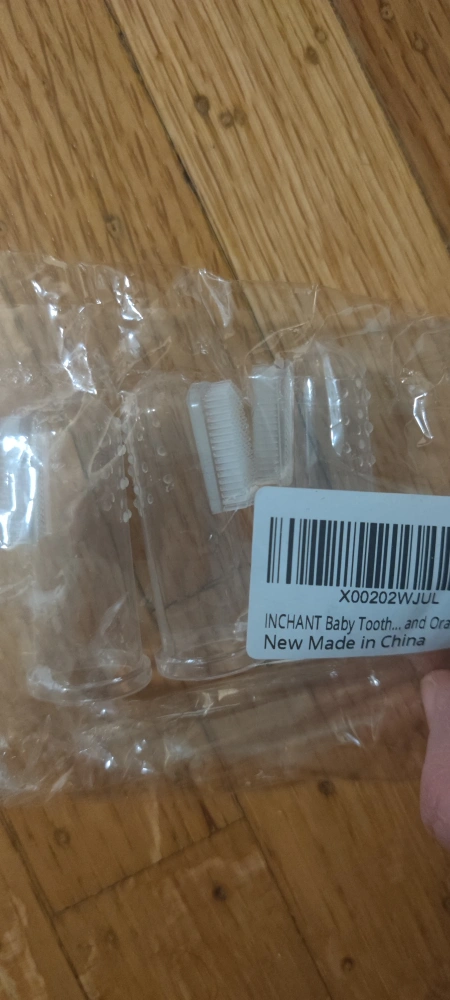 X00202WJUL
INCHANT Baby Tooth... and Ora
New Made in China